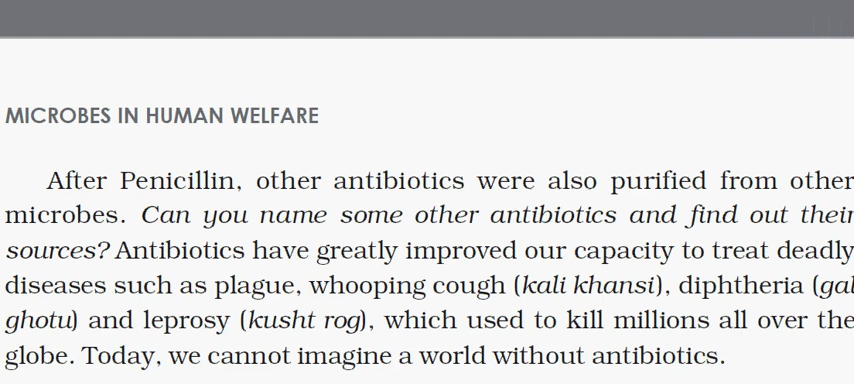 MICROBES IN HUMAN WELFARE
After Penicillin, other antibiotics were also purified from other
microbes. Can you name some other antibiotics and find out their
sources? Antibiotics have greatly improved our capacity to treat deadly
diseases such as plague, whooping cough (kali khansi), diphtheria (gal
ghotu) and leprosy (kusht rog), which used to kill millions all over the
globe. Today, we cannot imagine a world without antibiotics.